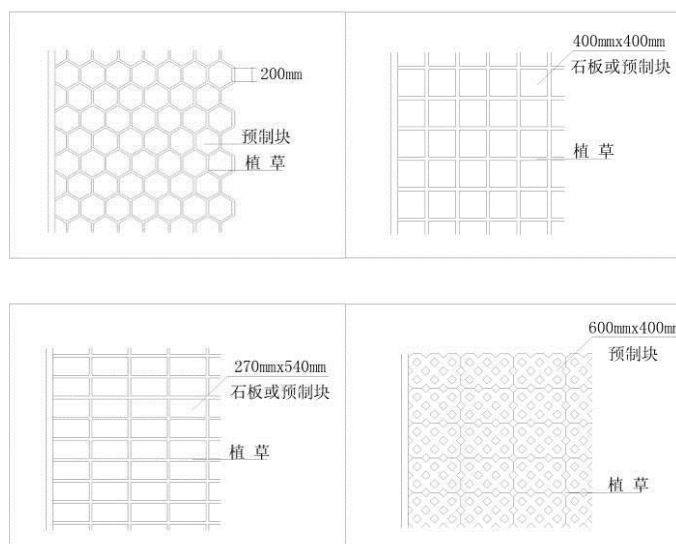 200mm
预制块
植 草
400mmx400mm
石板或预制块
植 草
270mmx540mm
石板或预制块
植 草
600mmx400mm
预制块
植 草